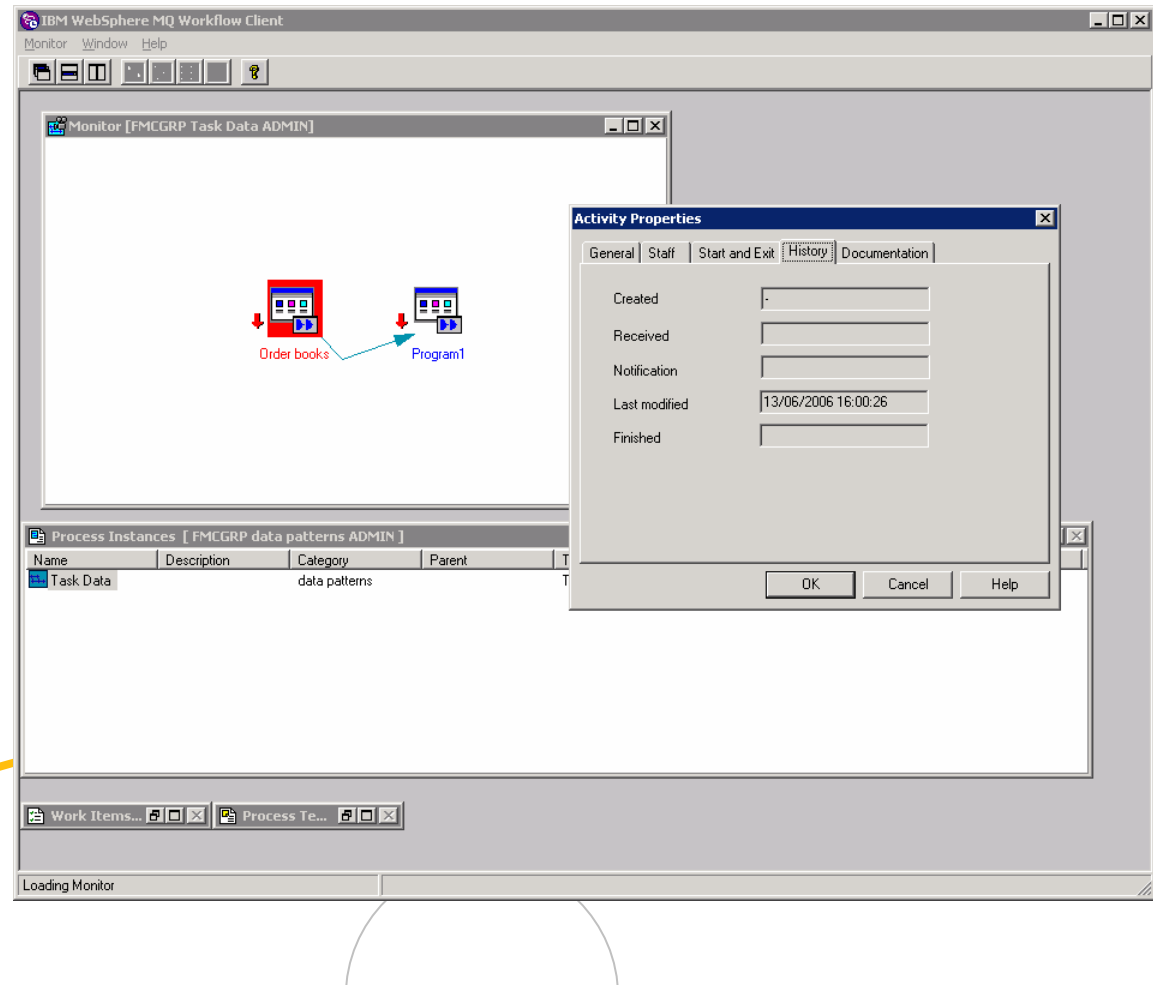 IBM WebSphere MQ Workflow Client
Monitor Window Help
Monitor [FMCGRP Task Data ADMIN]
Order books
Program1
Activity Properties
General Staff Start and Exit History Documentation
Created -
Received
Notification
Last modified 13/06/2006 16:00:26
Finished
OK Cancel Help
Process Instances [ FMCGRP data patterns ADMIN ]
Name Description Category Parent T
Task Data data patterns T
Work Items... Process Te...
Loading Monitor